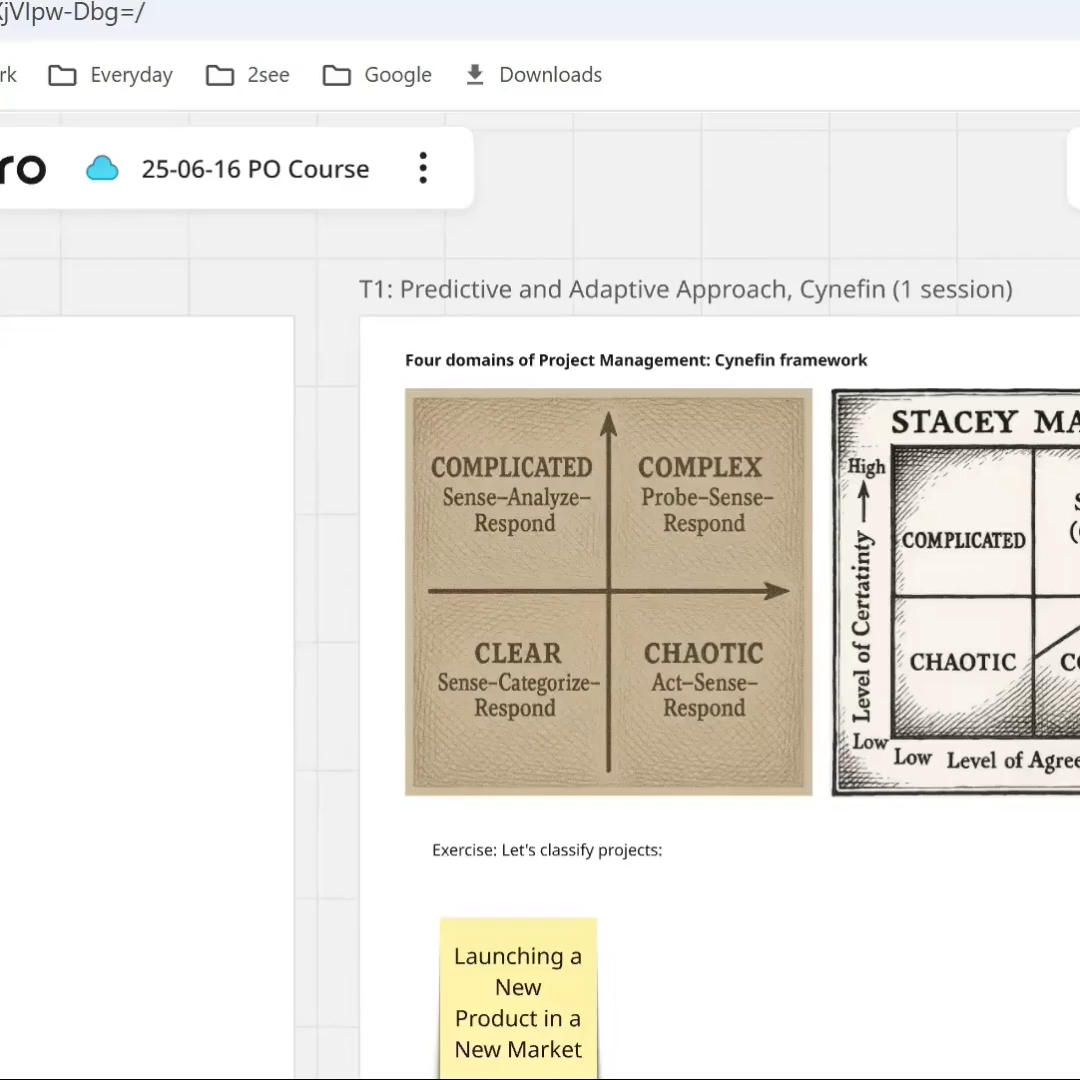 jVIpw-Dbg=/
rk Everyday 2see Google Downloads
ro 25-06-16 PO Course
T1: Predictive and Adaptive Approach, Cynefin (1 session)
Four domains of Project Management: Cynefin framework
COMPLICATED
Sense–Analyze–
Respond
COMPLEX
Probe–Sense–
Respond
CLEAR
Sense–Categorize–
Respond
CHAOTIC
Act–Sense–
Respond
STACEY MA
High
Level of Certatinty
Low
COMPLICATED
S
(
CHAOTIC
CO
Low Level of Agree
Exercise: Let's classify projects:
Launching a
New
Product in a
New Market